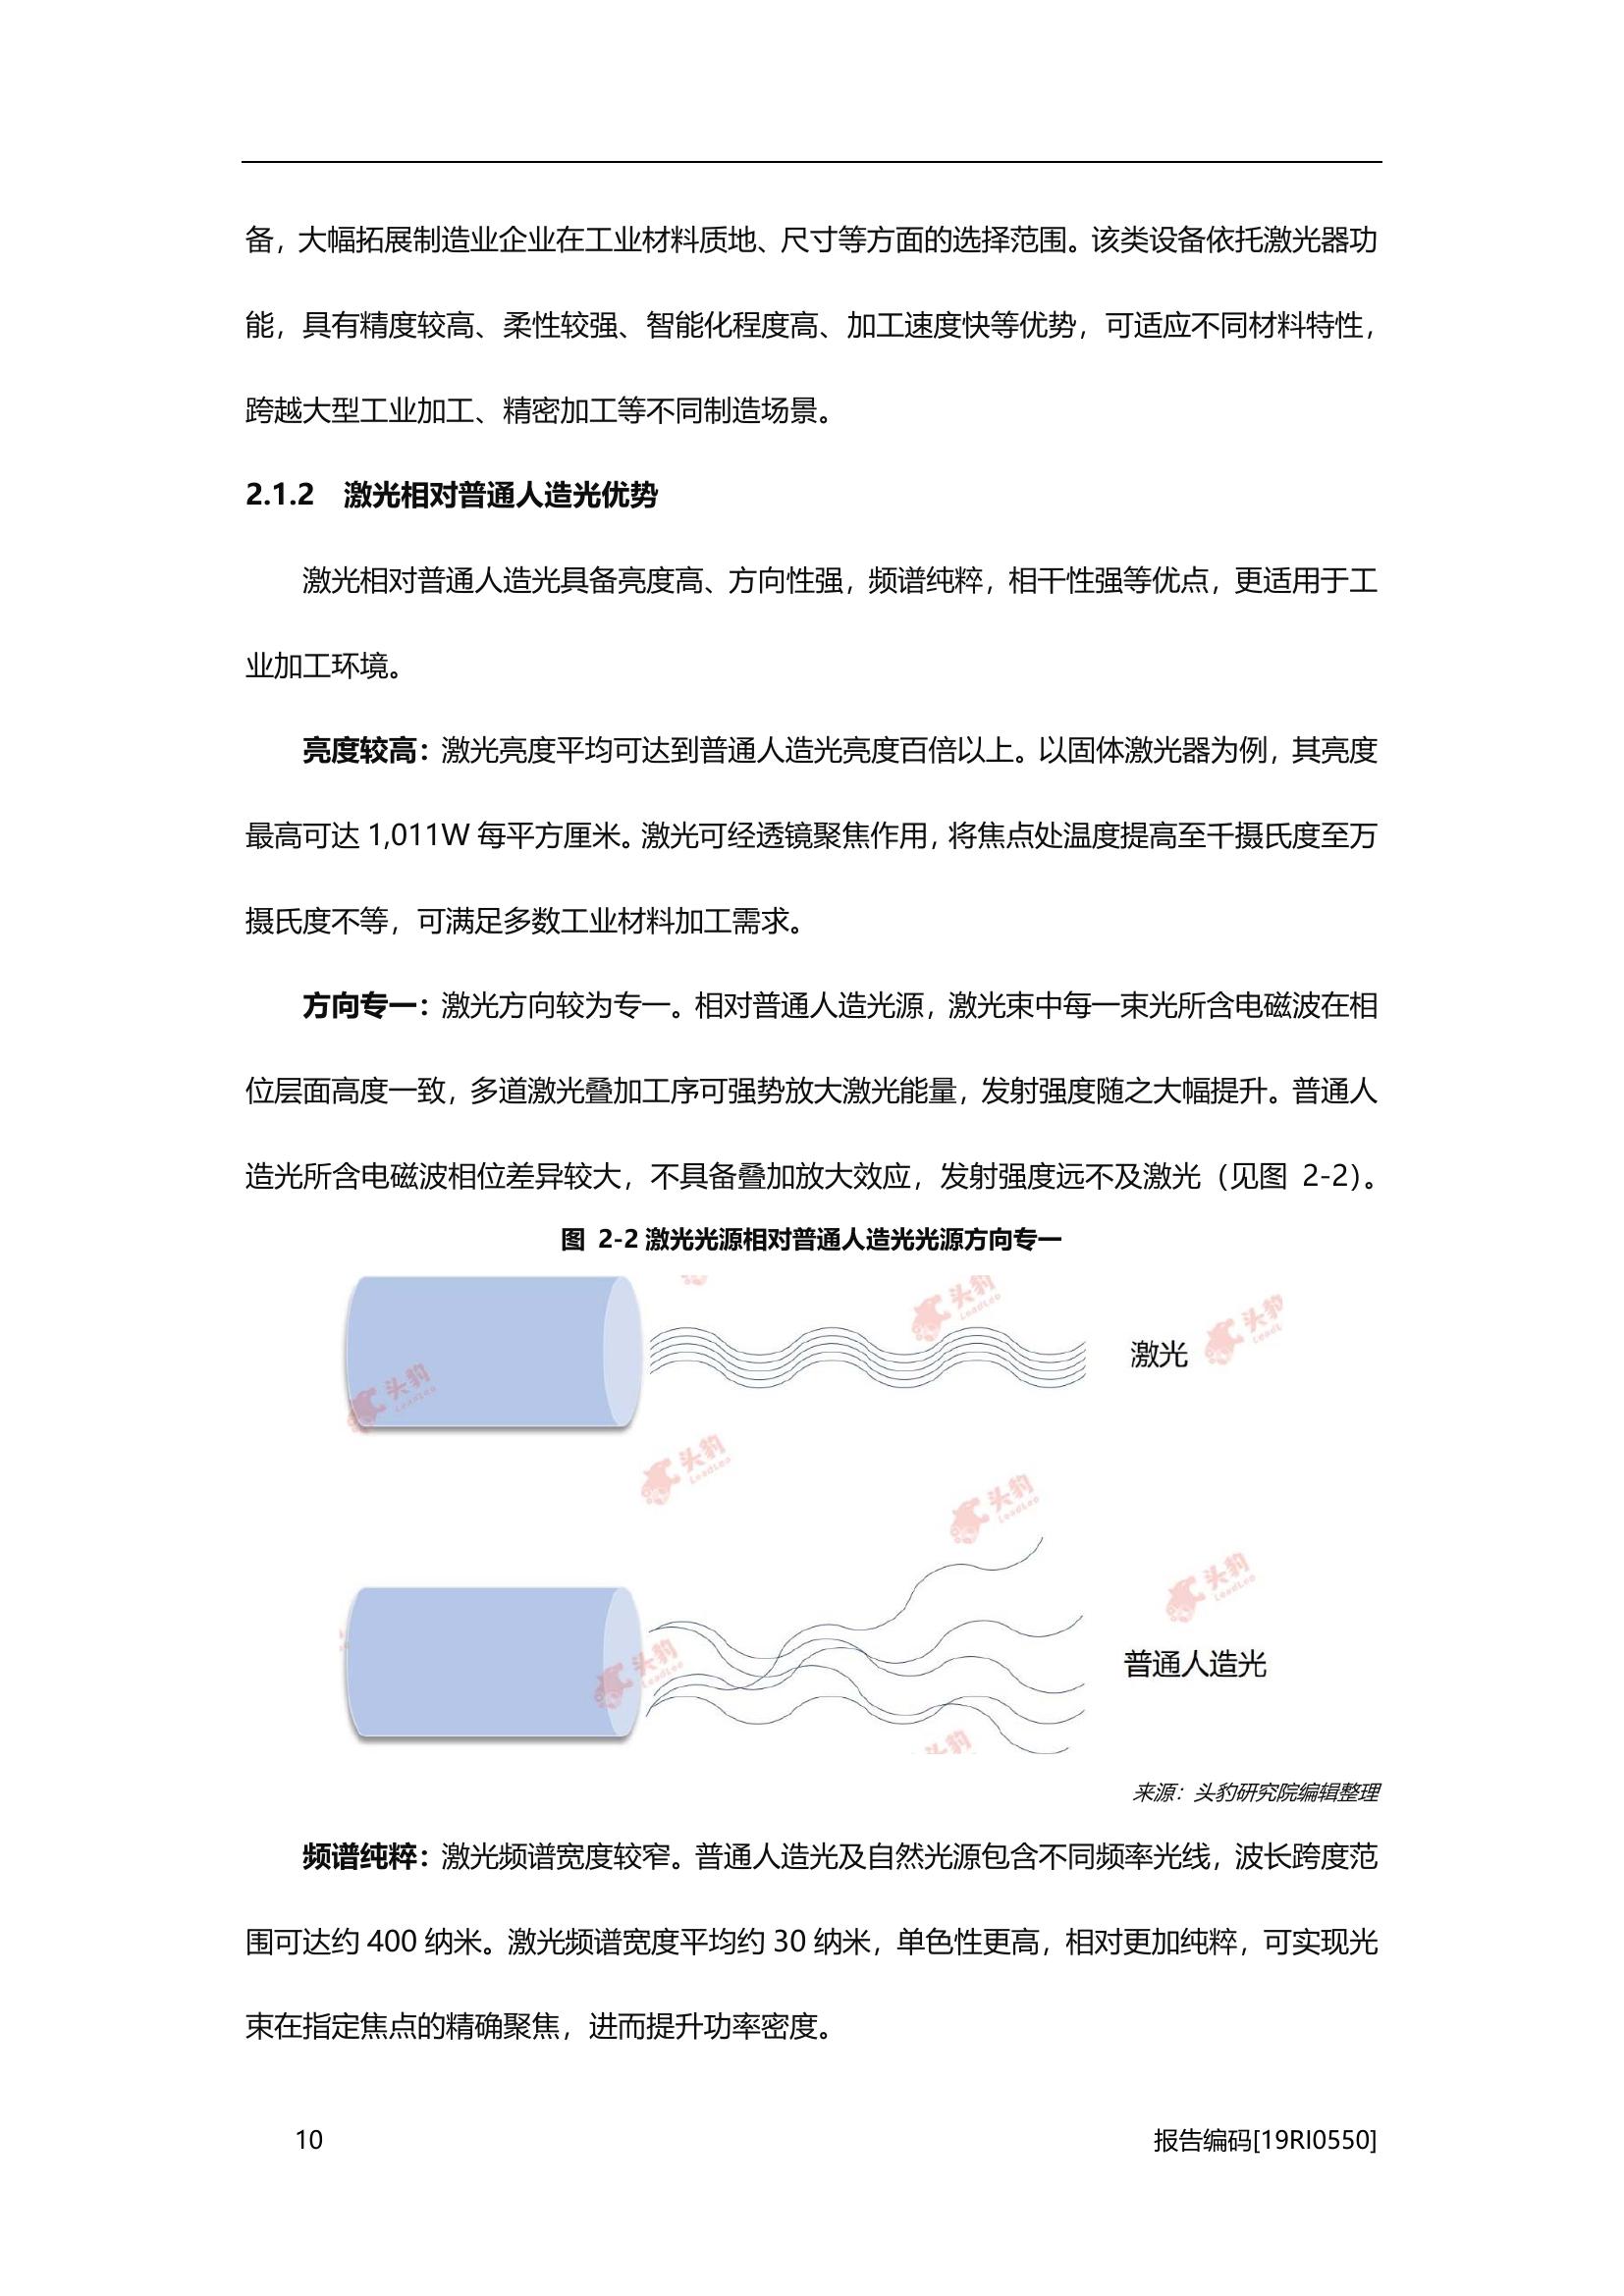 备，大幅拓展制造业企业在工业材料质地、尺寸等方面的选择范围。该类设备依托激光器功
能，具有精度较高、柔性较强、智能化程度高、加工速度快等优势，可适应不同材料特性，
跨越大型工业加工、精密加工等不同制造场景。
2.1.2 激光相对普通人造光优势
激光相对普通人造光具备亮度高、方向性强，频谱纯粹，相干性强等优点，更适用于工
业加工环境。
亮度较高：激光亮度平均可达到普通人造光亮度百倍以上。以固体激光器为例，其亮度
最高可达 1,011W 每平方厘米。激光可经透镜聚焦作用，将焦点处温度提高至千摄氏度至万
摄氏度不等，可满足多数工业材料加工需求。
方向专一：激光方向较为专一。相对普通人造光源，激光束中每一束光所含电磁波在相
位层面高度一致，多道激光叠加工序可强势放大激光能量，发射强度随之大幅提升。普通人
造光所含电磁波相位差异较大，不具备叠加放大效应，发射强度远不及激光（见图 2-2）。
图 2-2 激光光源相对普通人造光光源方向专一
头豹
LeadLeo
头豹
LeadLeo
激光
头豹
LeadLeo
头豹
LeadLeo
头豹
LeadLeo
头豹
LeadLeo
头豹
LeadLeo
普通人造光
头豹
来源：头豹研究院编辑整理
频谱纯粹：激光频谱宽度较窄。普通人造光及自然光源包含不同频率光线，波长跨度范
围可达约 400 纳米。激光频谱宽度平均约 30 纳米，单色性更高，相对更加纯粹，可实现光
束在指定焦点的精确聚焦，进而提升功率密度。
10
报告编码[19RI0550]